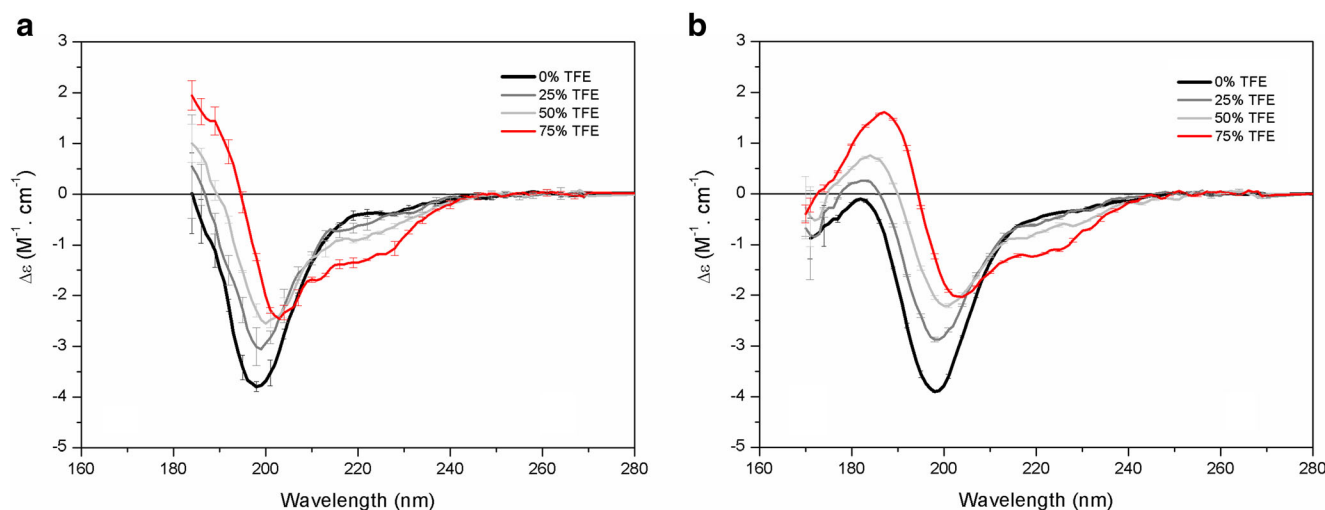 a
3
2
1
0
-1
-2
-3
-4
-5
Δε (M⁻¹. cm⁻¹)
0% TFE
25% TFE
50% TFE
75% TFE
160 180 200 220 240 260 280
Wavelength (nm)
b
3
2
1
0
-1
-2
-3
-4
-5
Δε (M⁻¹. cm⁻¹)
0% TFE
25% TFE
50% TFE
75% TFE
160 180 200 220 240 260 280
Wavelength (nm)